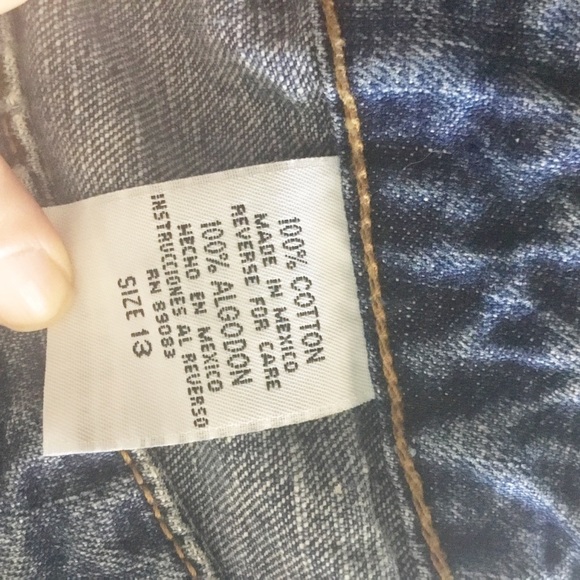 100% COTTON
MADE IN MEXICO
REVERSE FOR CARE
100% ALGODON
HECHO EN MEXICO
INSTRUCCIONES AL REVERSO
RN 89083
SIZE 13